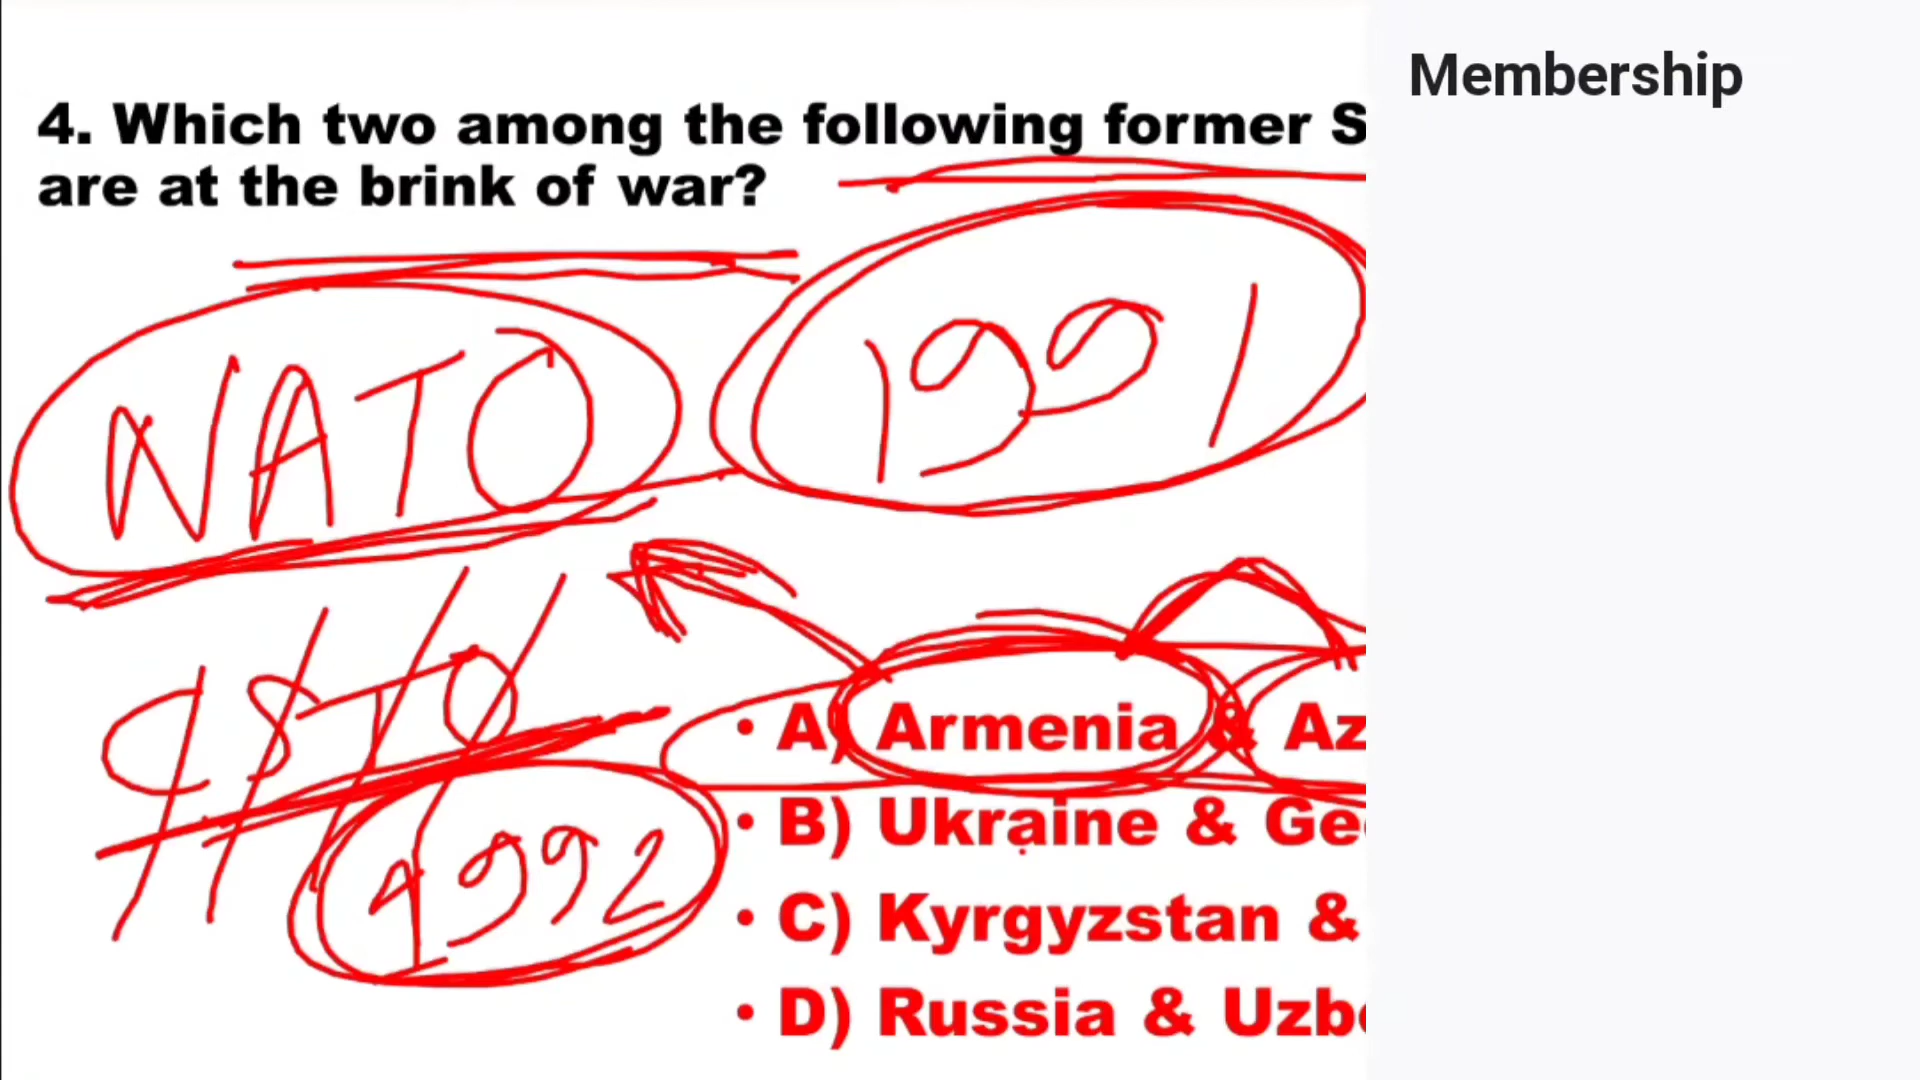 Membership
4. Which two among the following former S
are at the brink of war?
NATO
1991
CSTO
1992
• A) Armenia & Az
• B) Ukraine & Ge
• C) Kyrgyzstan &
• D) Russia & Uzb